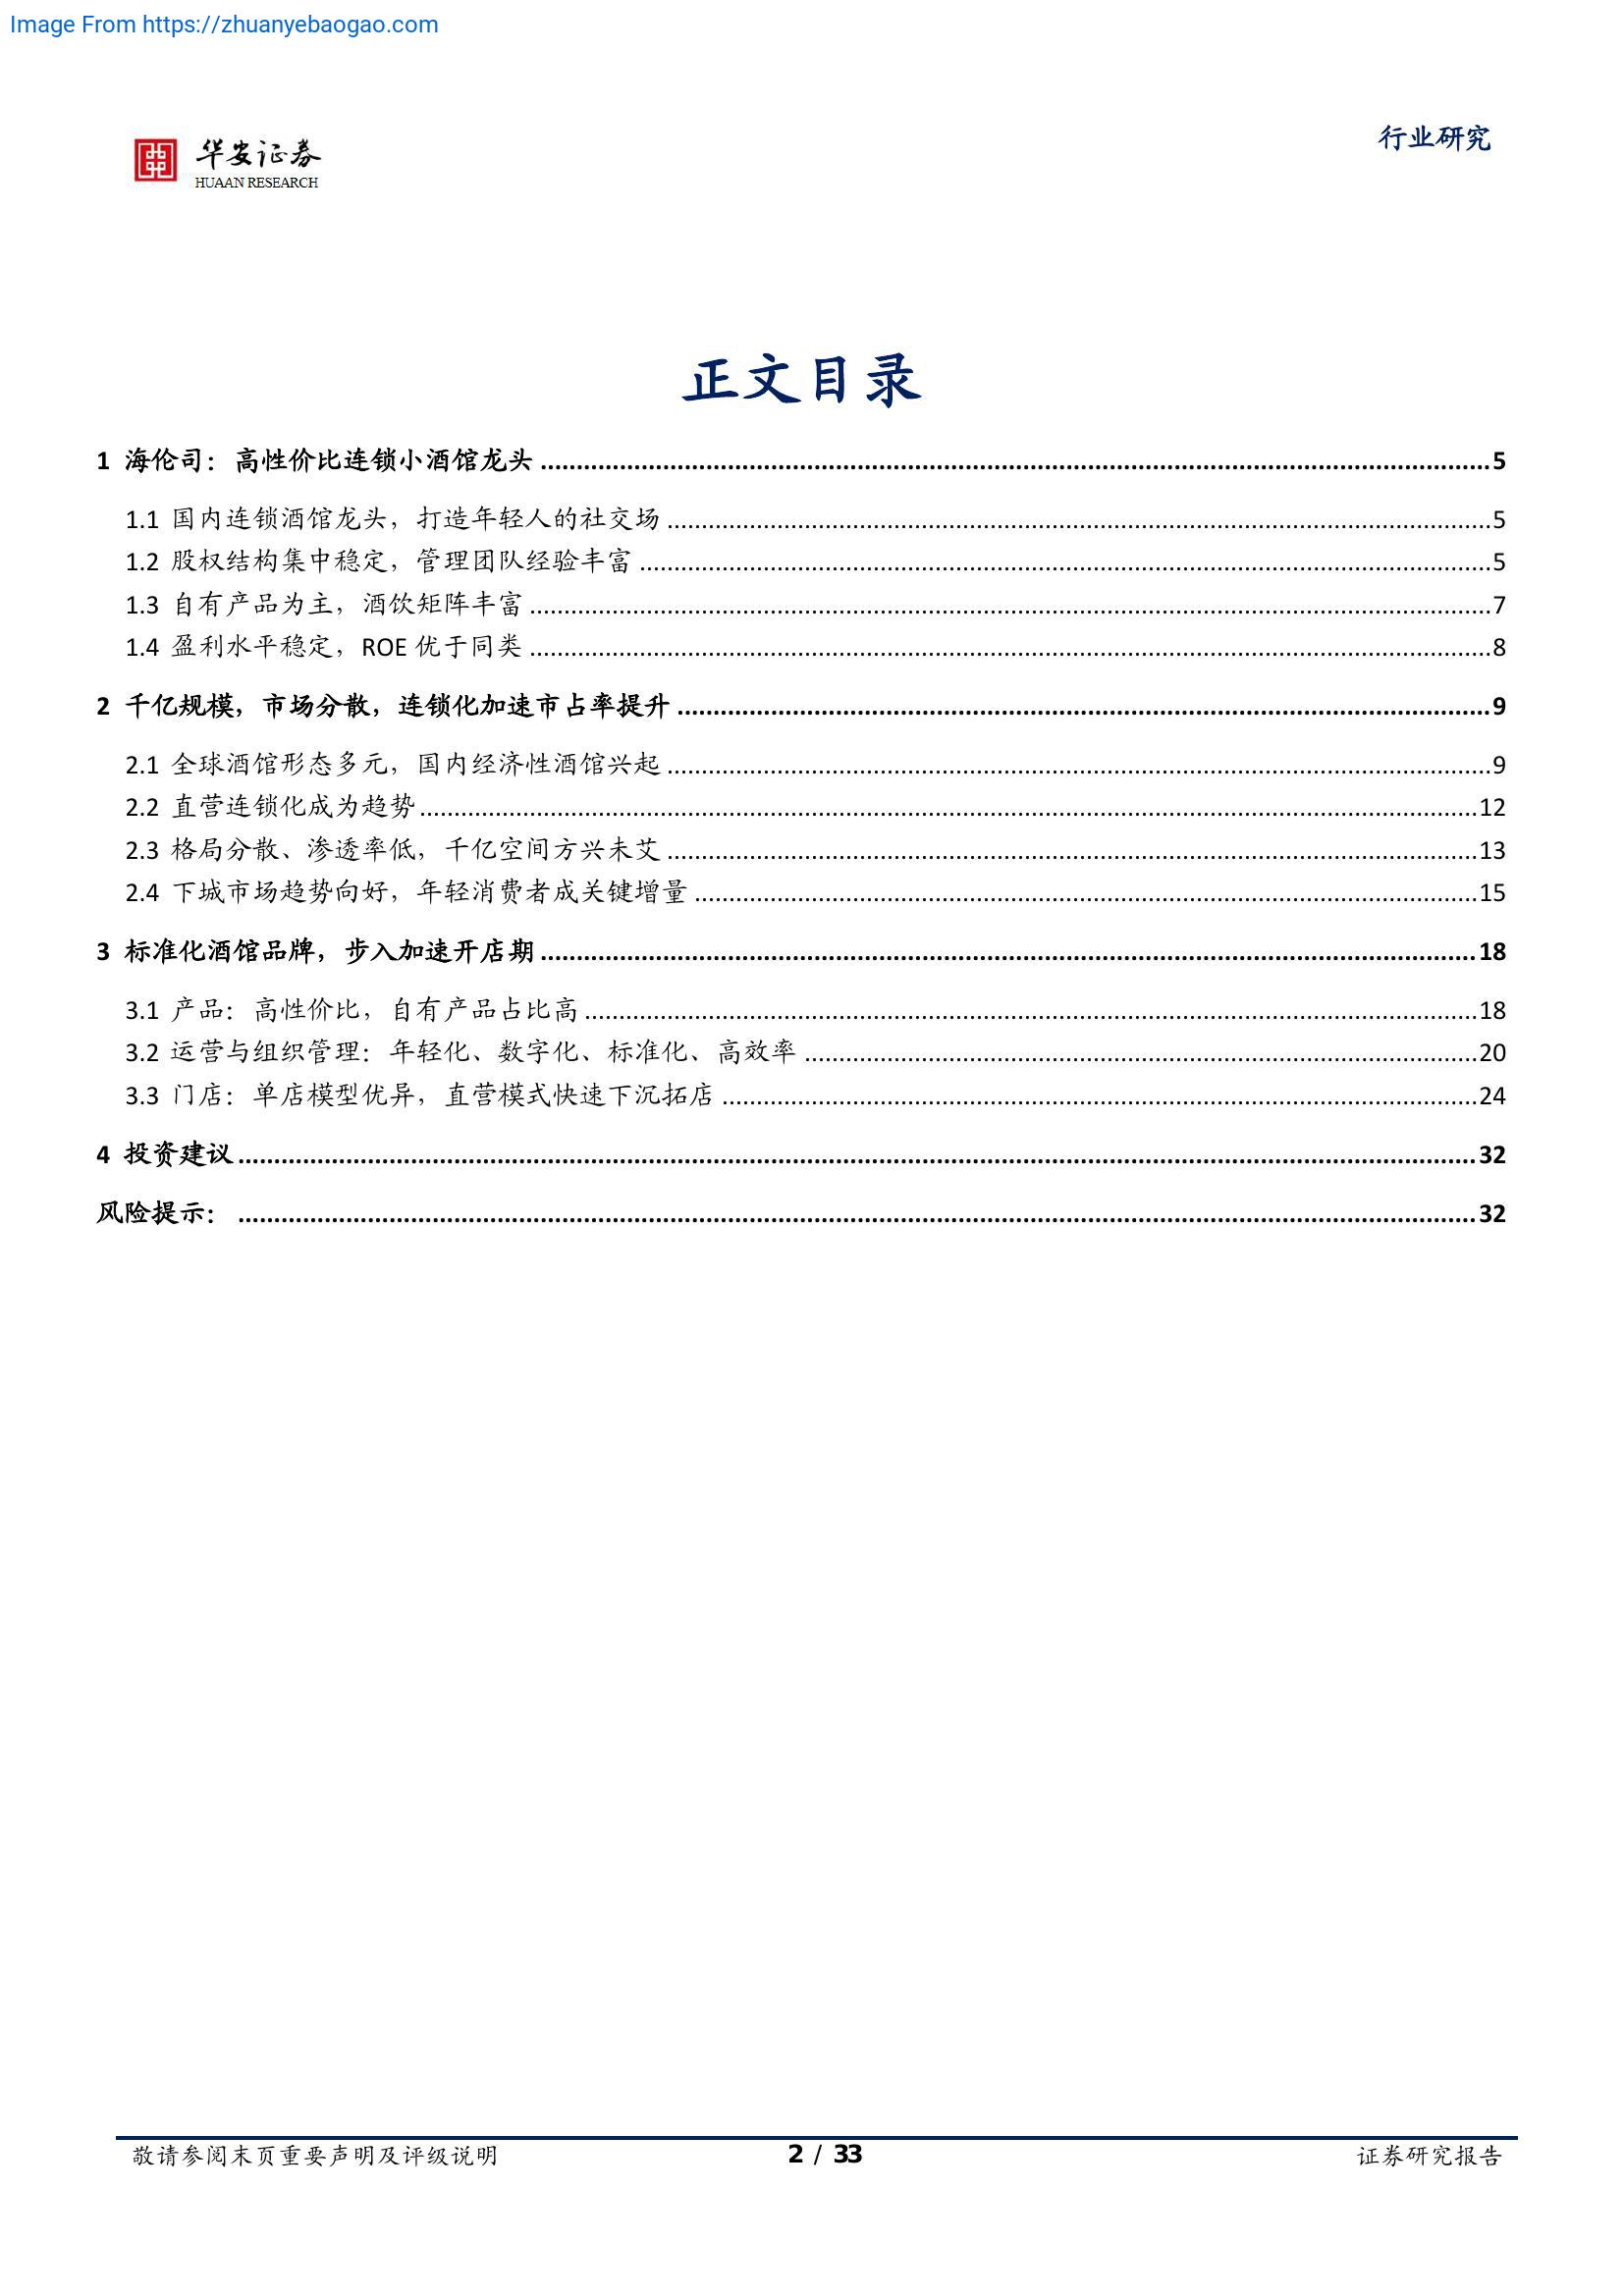 Image From https://zhuanyebaogao.com
华安证券
HUAAN RESEARCH
行业研究
正文目录
1 海伦司：高性价比连锁小酒馆龙头 ........ 5
1.1 国内连锁酒馆龙头，打造年轻人的社交场 ........ 5
1.2 股权结构集中稳定，管理团队经验丰富 ........ 5
1.3 自有产品为主，酒饮矩阵丰富 ........ 7
1.4 盈利水平稳定，ROE 优于同类 ........ 8
2 千亿规模，市场分散，连锁化加速市占率提升 ........ 9
2.1 全球酒馆形态多元，国内经济性酒馆兴起 ........ 9
2.2 直营连锁化成为趋势 ........ 12
2.3 格局分散、渗透率低，千亿空间方兴未艾 ........ 13
2.4 下城市场趋势向好，年轻消费者成关键增量 ........ 15
3 标准化酒馆品牌，步入加速开店期 ........ 18
3.1 产品：高性价比，自有产品占比高 ........ 18
3.2 运营与组织管理：年轻化、数字化、标准化、高效率 ........ 20
3.3 门店：单店模型优异，直营模式快速下沉拓店 ........ 24
4 投资建议 ........ 32
风险提示： ........ 32
敬请参阅末页重要声明及评级说明
2 / 33
证券研究报告